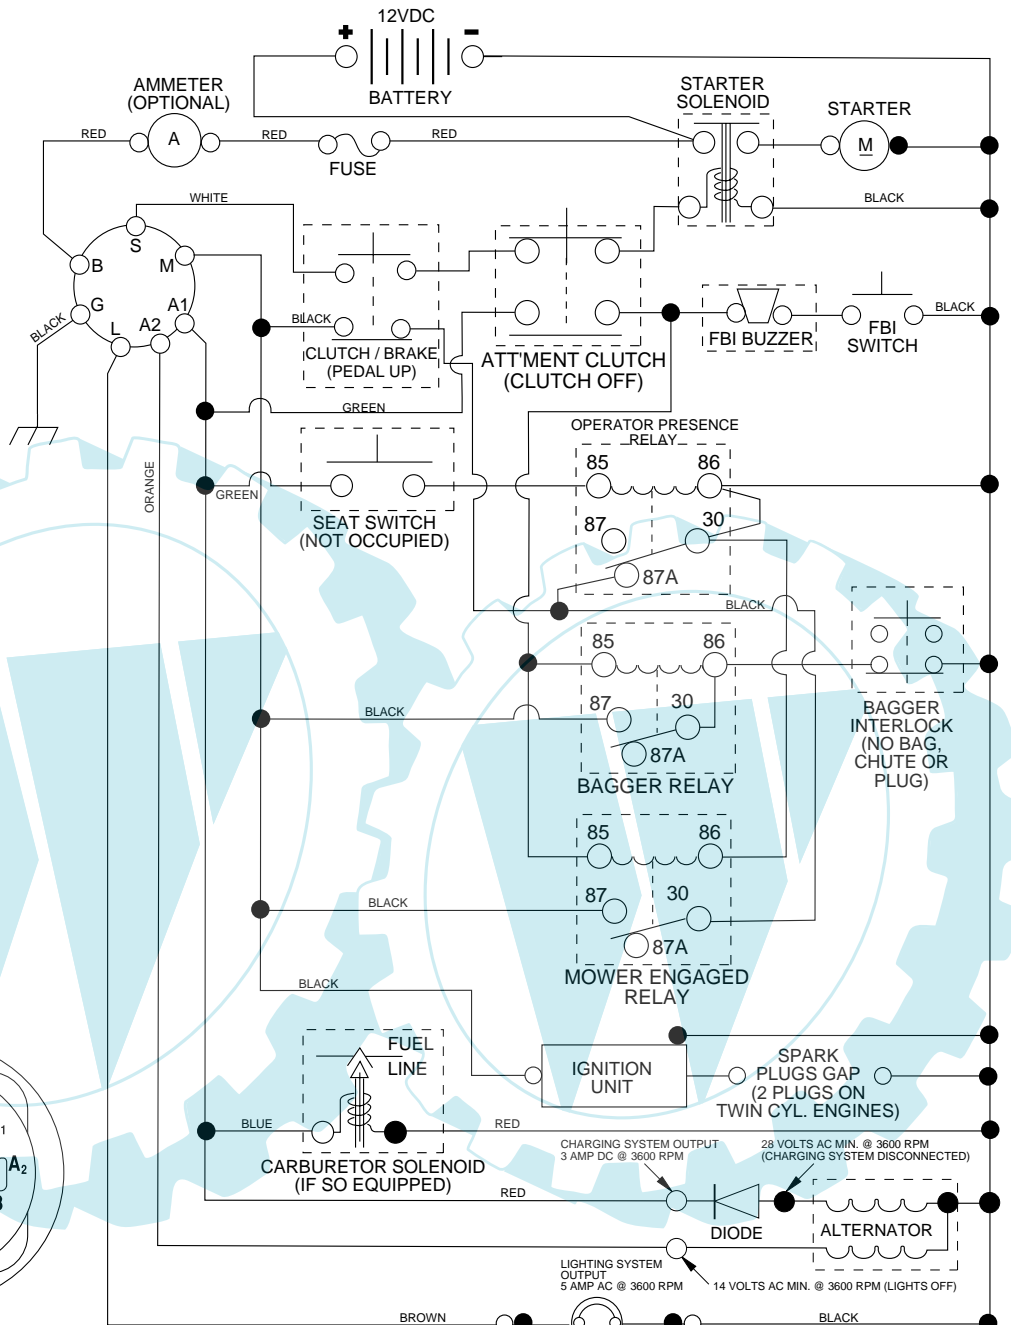 12VDC
+ -
BATTERY
AMMETER
(OPTIONAL)
STARTER
SOLENOID
STARTER
RED
A
RED
FUSE
RED
M
WHITE
BLACK
S
B
M
G
A1
L
A2
BLACK
BLACK
CLUTCH / BRAKE
(PEDAL UP)
ATT'MENT CLUTCH
(CLUTCH OFF)
FBI BUZZER
FBI
SWITCH
BLACK
GREEN
OPERATOR PRESENCE
RELAY
85
86
87
30
87A
ORANGE
GREEN
SEAT SWITCH
(NOT OCCUPIED)
BLACK
85
86
87
30
87A
BAGGER RELAY
BLACK
BAGGER
INTERLOCK
(NO BAG,
CHUTE OR
PLUG)
85
86
87
30
87A
MOWER ENGAGED
RELAY
BLACK
BLACK
FUEL
LINE
IGNITION
UNIT
SPARK
PLUGS GAP
(2 PLUGS ON
TWIN CYL. ENGINES)
BLUE
RED
CARBURETOR SOLENOID
(IF SO EQUIPPED)
CHARGING SYSTEM OUTPUT
3 AMP DC @ 3600 RPM
28 VOLTS AC MIN. @ 3600 RPM
(CHARGING SYSTEM DISCONNECTED)
1
A2
RED
DIODE
ALTERNATOR
LIGHTING SYSTEM
OUTPUT
5 AMP AC @ 3600 RPM
14 VOLTS AC MIN. @ 3600 RPM (LIGHTS OFF)
BROWN
BLACK